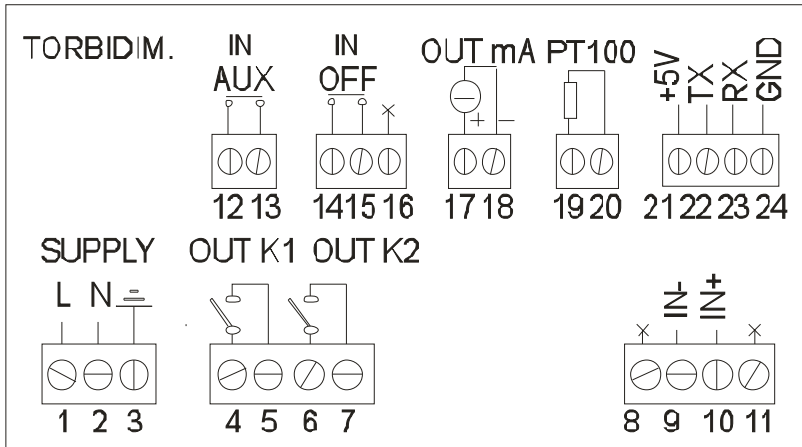 TORBIDIM. IN IN OUT mA PT100 +5V TX RX GND
AUX OFF
+ −
12 13 14 15 16 17 18 19 20 21 22 23 24
SUPPLY OUT K1 OUT K2
L N IN- IN+
1 2 3 4 5 6 7 8 9 10 11